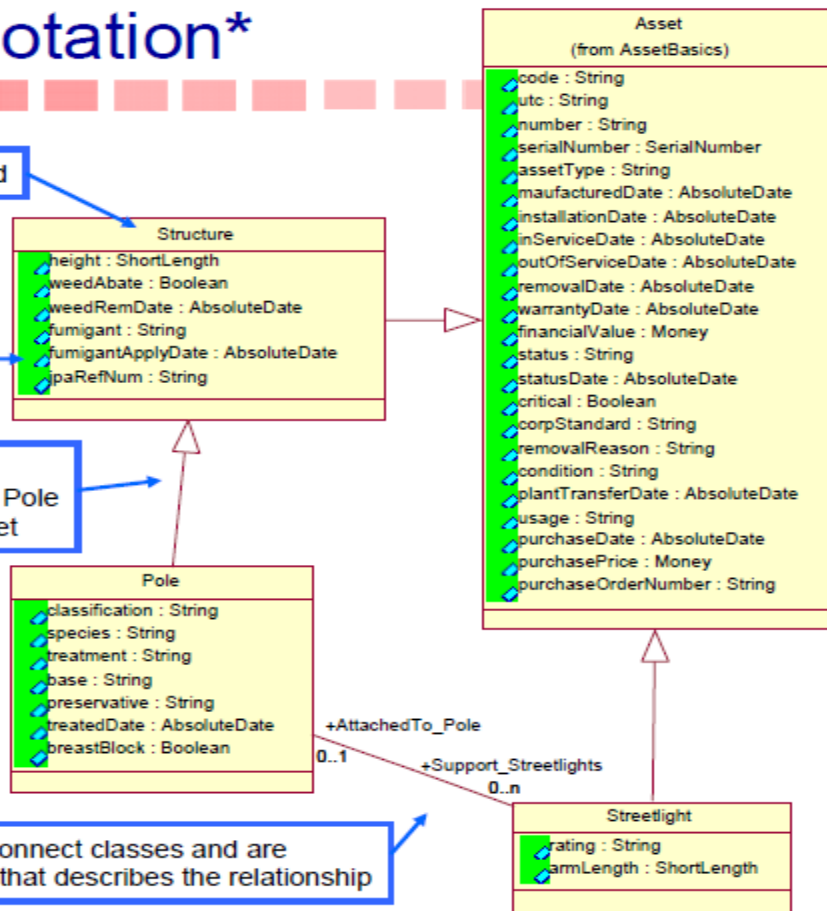 otation*
Asset
(from AssetBasics)
code : String
utc : String
number : String
serialNumber : SerialNumber
assetType : String
maufacturedDate : AbsoluteDate
installationDate : AbsoluteDate
inServiceDate : AbsoluteDate
outOfServiceDate : AbsoluteDate
removalDate : AbsoluteDate
warrantyDate : AbsoluteDate
financialValue : Money
status : String
statusDate : AbsoluteDate
critical : Boolean
corpStandard : String
removalReason : String
condition : String
plantTransferDate : AbsoluteDate
usage : String
purchaseDate : AbsoluteDate
purchasePrice : Money
purchaseOrderNumber : String
d
Structure
height : ShortLength
weedAbate : Boolean
weedRemDate : AbsoluteDate
fumigant : String
fumigantApplyDate : AbsoluteDate
jpaRefNum : String
Pole
et
Pole
classification : String
species : String
treatment : String
base : String
preservative : String
treatedDate : AbsoluteDate
breastBlock : Boolean
+AttachedTo_Pole
0..1
+Support_Streetlights
0..n
Streetlight
rating : String
armLength : ShortLength
onnect classes and are
that describes the relationship